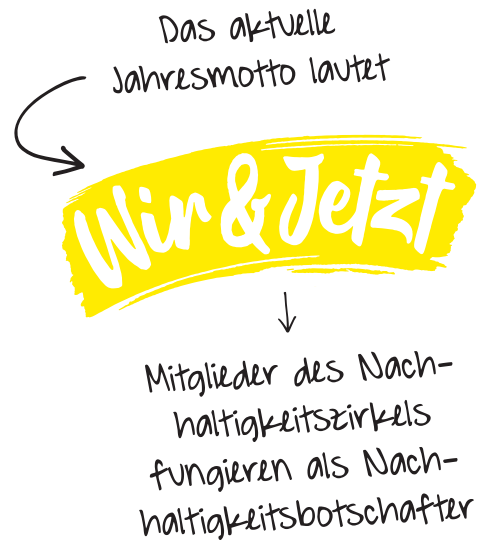 Das aktuelle
Jahresmotto lautet
Wir & Jetzt
Mitglieder des Nach-
haltigkeitszirkels
fungieren als Nach-
haltigkeitsbotschafter